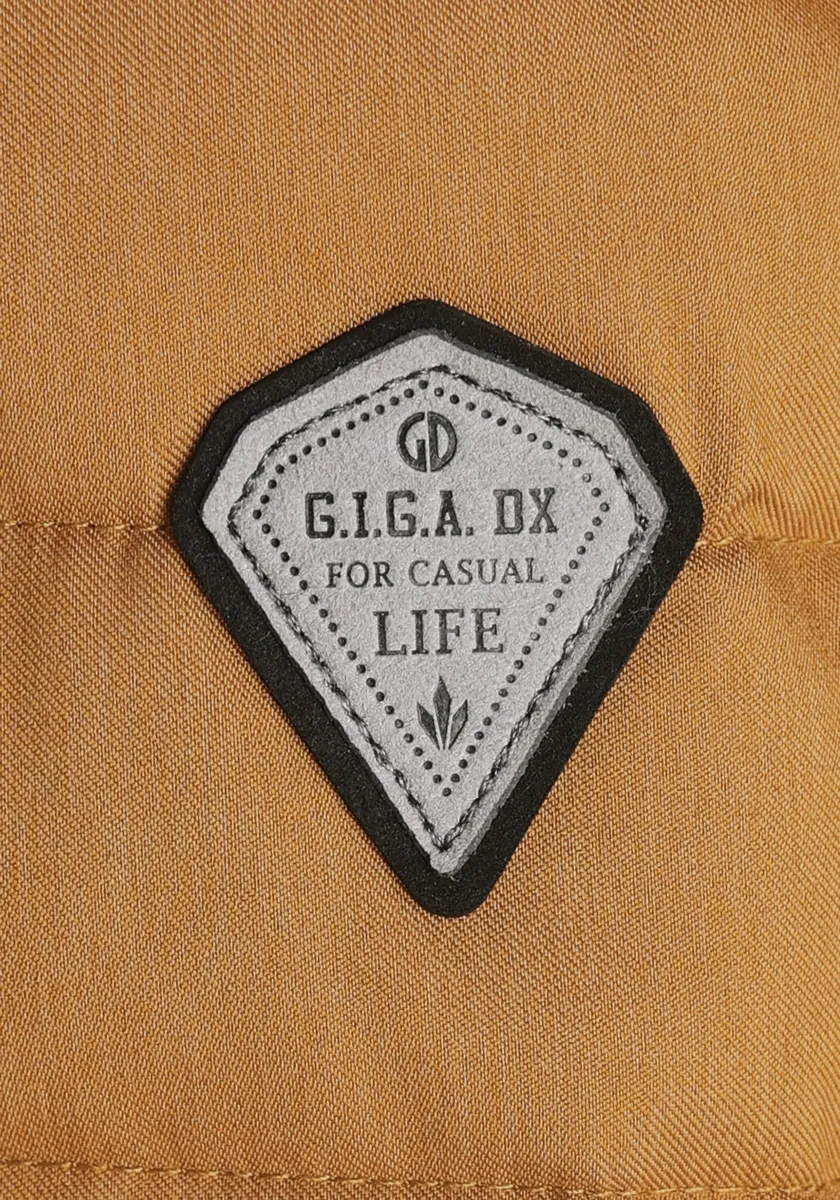 GD
G.I.G.A. DX
FOR CASUAL
LIFE